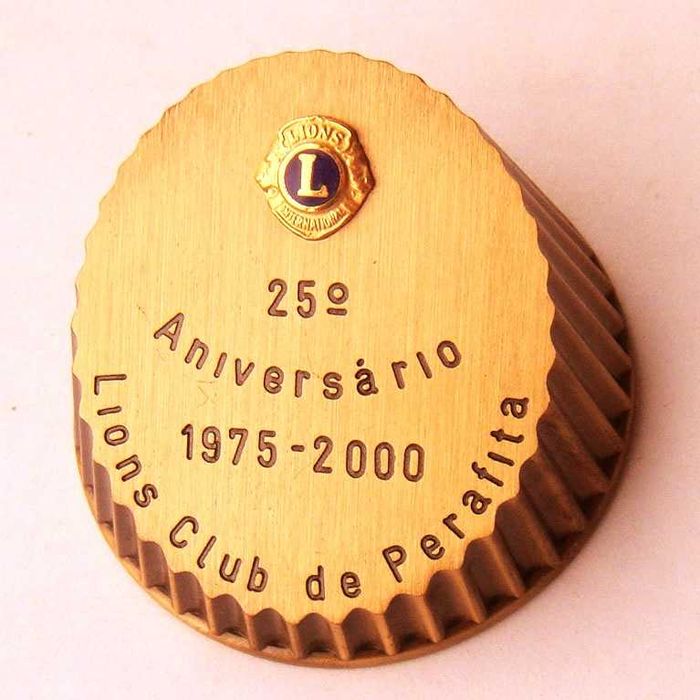 LIONS
L
INTERNATIONAL
25º
Aniversário
1975-2000
Lions Club de Perafita